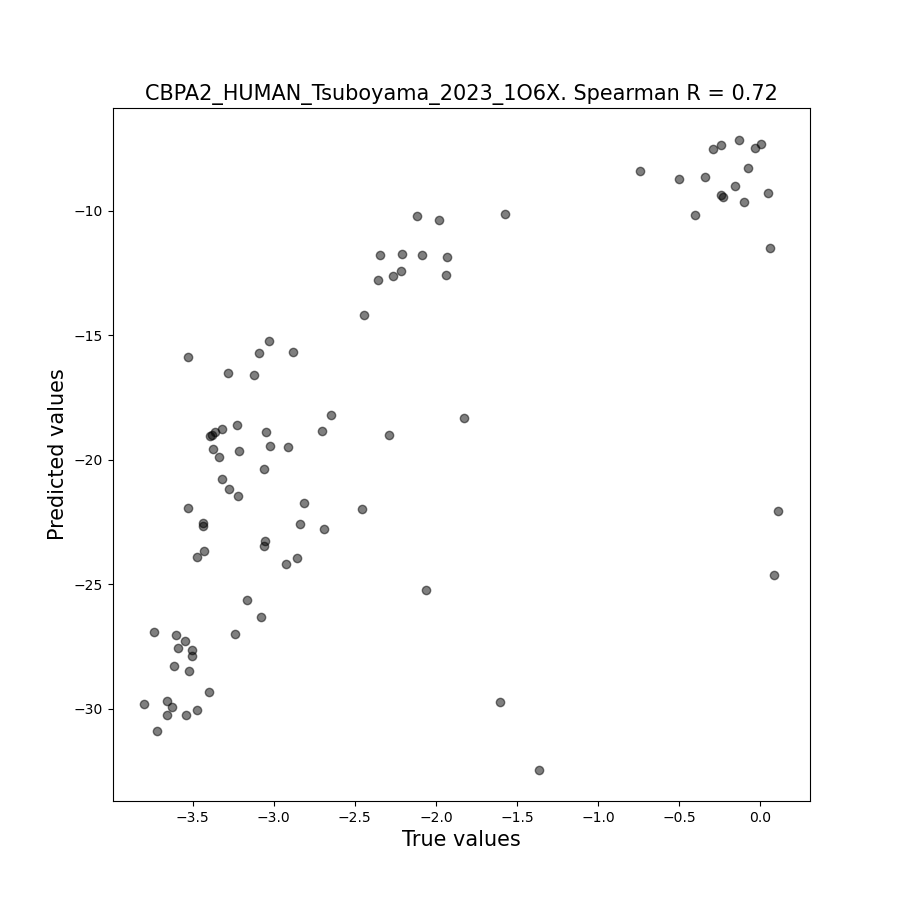 CBPA2_HUMAN_Tsuboyama_2023_1O6X. Spearman R = 0.72
Predicted values
−10
−15
−20
−25
−30
−3.5 −3.0 −2.5 −2.0 −1.5 −1.0 −0.5 0.0
True values